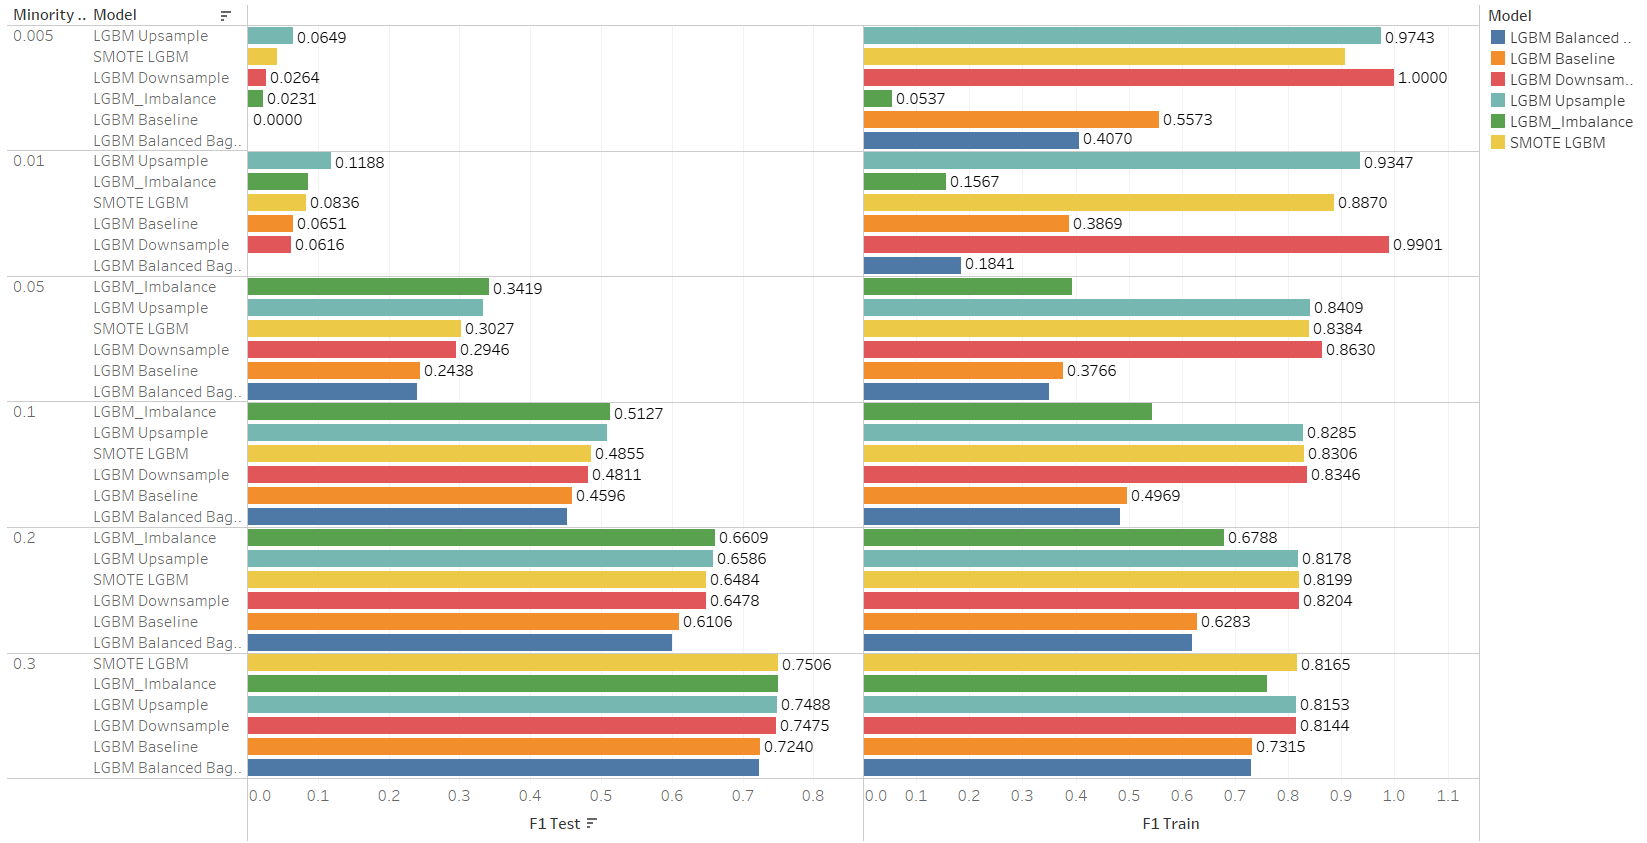 Minority .. Model
0.005 LGBM Upsample 0.0649 0.9743
SMOTE LGBM
LGBM Downsample 0.0264 1.0000
LGBM_Imbalance 0.0231 0.0537
LGBM Baseline 0.0000 0.5573
LGBM Balanced Bag.. 0.4070
0.01 LGBM Upsample 0.1188 0.9347
LGBM_Imbalance 0.1567
SMOTE LGBM 0.0836 0.8870
LGBM Baseline 0.0651 0.3869
LGBM Downsample 0.0616 0.9901
LGBM Balanced Bag.. 0.1841
0.05 LGBM_Imbalance 0.3419
LGBM Upsample 0.8409
SMOTE LGBM 0.3027 0.8384
LGBM Downsample 0.2946 0.8630
LGBM Baseline 0.2438 0.3766
LGBM Balanced Bag..
0.1 LGBM_Imbalance 0.5127
LGBM Upsample 0.8285
SMOTE LGBM 0.4855 0.8306
LGBM Downsample 0.4811 0.8346
LGBM Baseline 0.4596 0.4969
LGBM Balanced Bag..
0.2 LGBM_Imbalance 0.6609 0.6788
LGBM Upsample 0.6586 0.8178
SMOTE LGBM 0.6484 0.8199
LGBM Downsample 0.6478 0.8204
LGBM Baseline 0.6106 0.6283
LGBM Balanced Bag..
0.3 SMOTE LGBM 0.7506 0.8165
LGBM_Imbalance
LGBM Upsample 0.7488 0.8153
LGBM Downsample 0.7475 0.8144
LGBM Baseline 0.7240 0.7315
LGBM Balanced Bag..
0.0 0.1 0.2 0.3 0.4 0.5 0.6 0.7 0.8 0.0 0.1 0.2 0.3 0.4 0.5 0.6 0.7 0.8 0.9 1.0 1.1
F1 Test F1 Train
Model
LGBM Balanced ..
LGBM Baseline
LGBM Downsam..
LGBM Upsample
LGBM_Imbalance
SMOTE LGBM